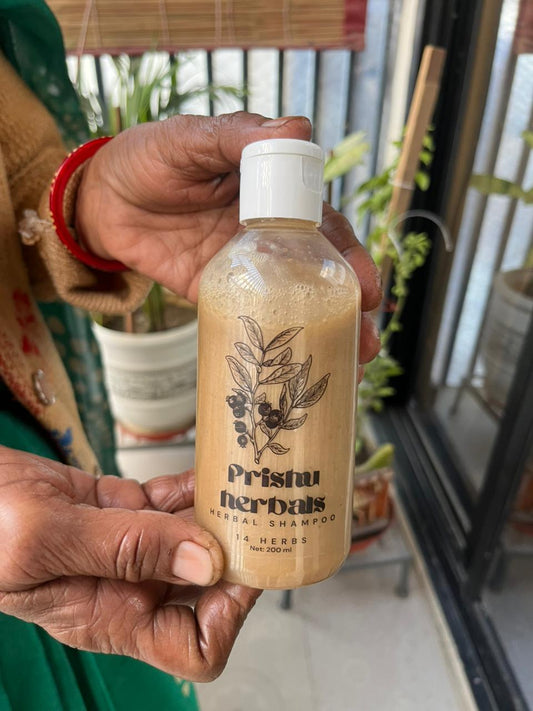 Prishu
herbals
HERBAL SHAMPOO
14 HERBS
Net: 200 ml